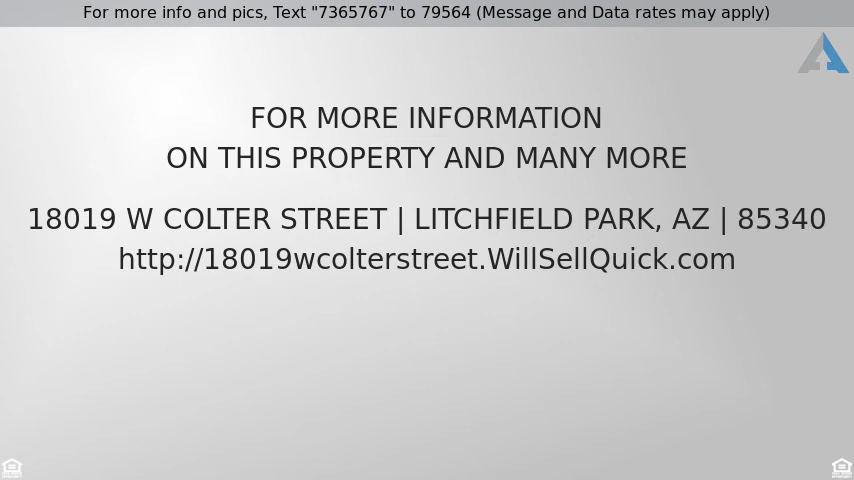 For more info and pics, Text "7365767" to 79564 (Message and Data rates may apply)
FOR MORE INFORMATION
ON THIS PROPERTY AND MANY MORE
18019 W COLTER STREET | LITCHFIELD PARK, AZ | 85340
http://18019wcolterstreet.WillSellQuick.com